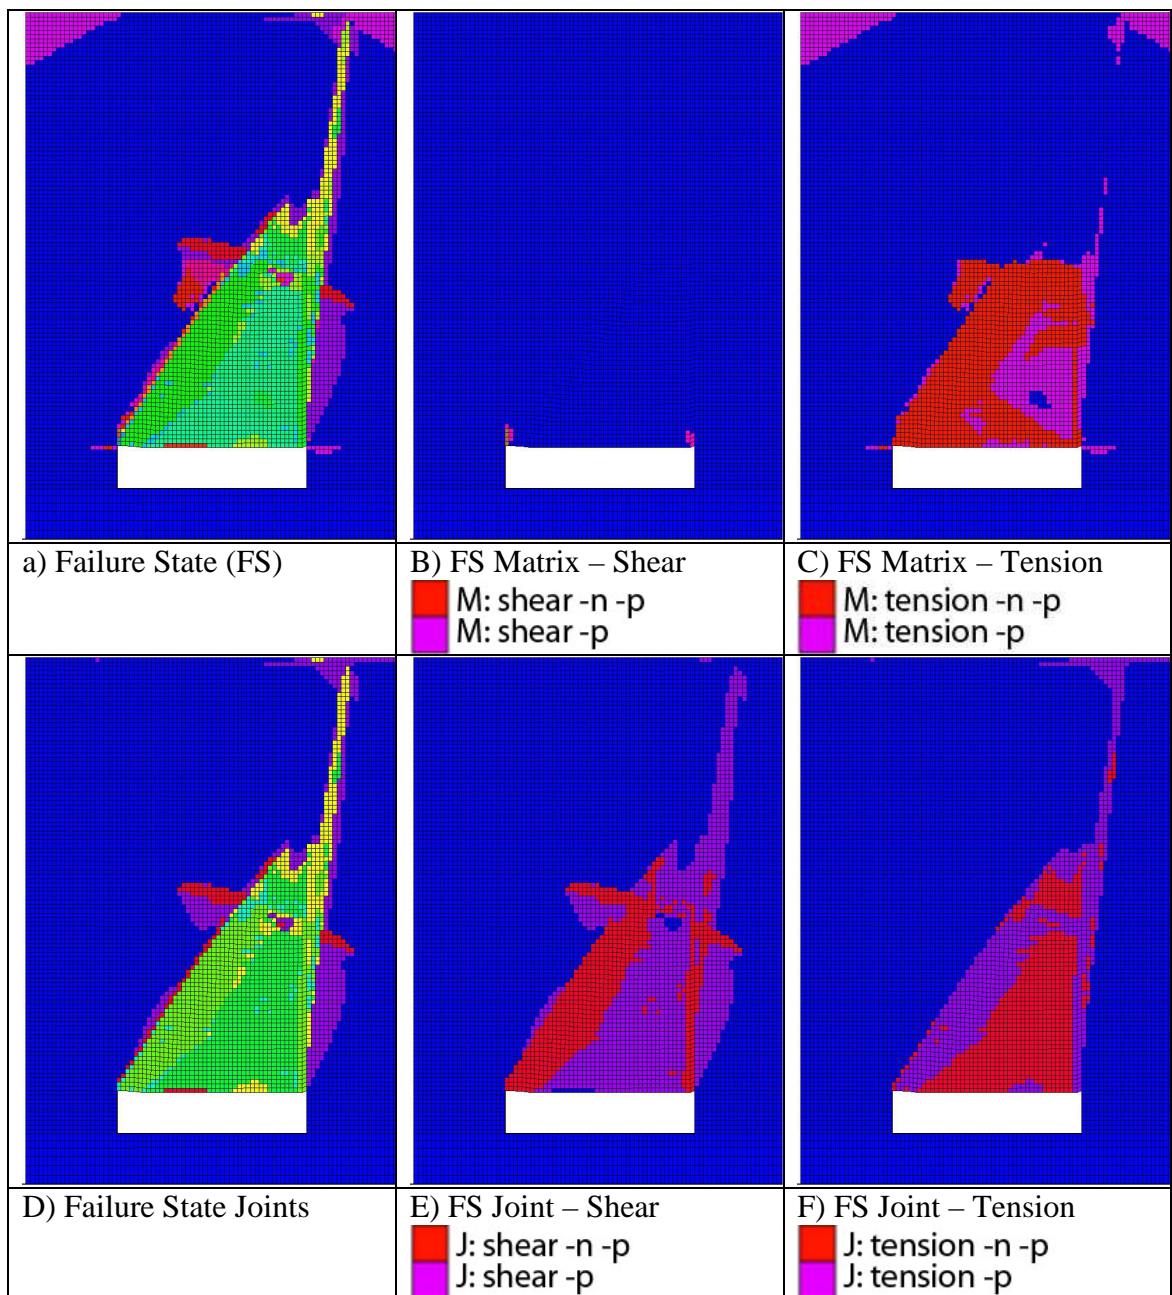 a) Failure State (FS)
B) FS Matrix – Shear
M: shear -n -p
M: shear -p
C) FS Matrix – Tension
M: tension -n -p
M: tension -p
D) Failure State Joints
E) FS Joint – Shear
J: shear -n -p
J: shear -p
F) FS Joint – Tension
J: tension -n -p
J: tension -p